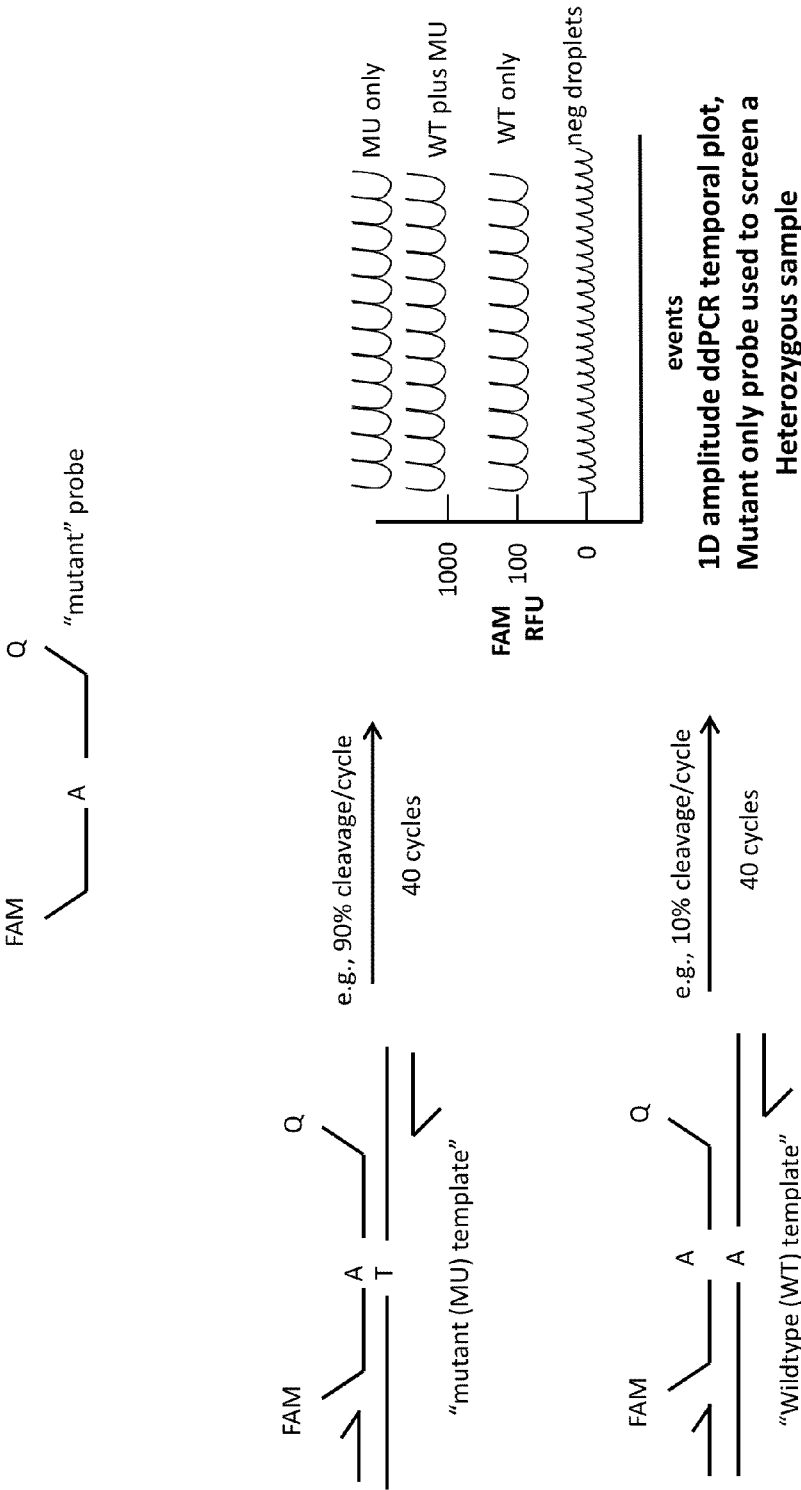 FAM
Q
A
"mutant" probe
FAM
Q
A
T
"mutant (MU) template"
e.g., 90% cleavage/cycle
40 cycles
FAM
Q
A
A
"Wildtype (WT) template"
e.g., 10% cleavage/cycle
40 cycles
FAM
RFU
1000
100
0
MU only
WT plus MU
WT only
neg droplets
events
1D amplitude ddPCR temporal plot,
Mutant only probe used to screen a
Heterozygous sample